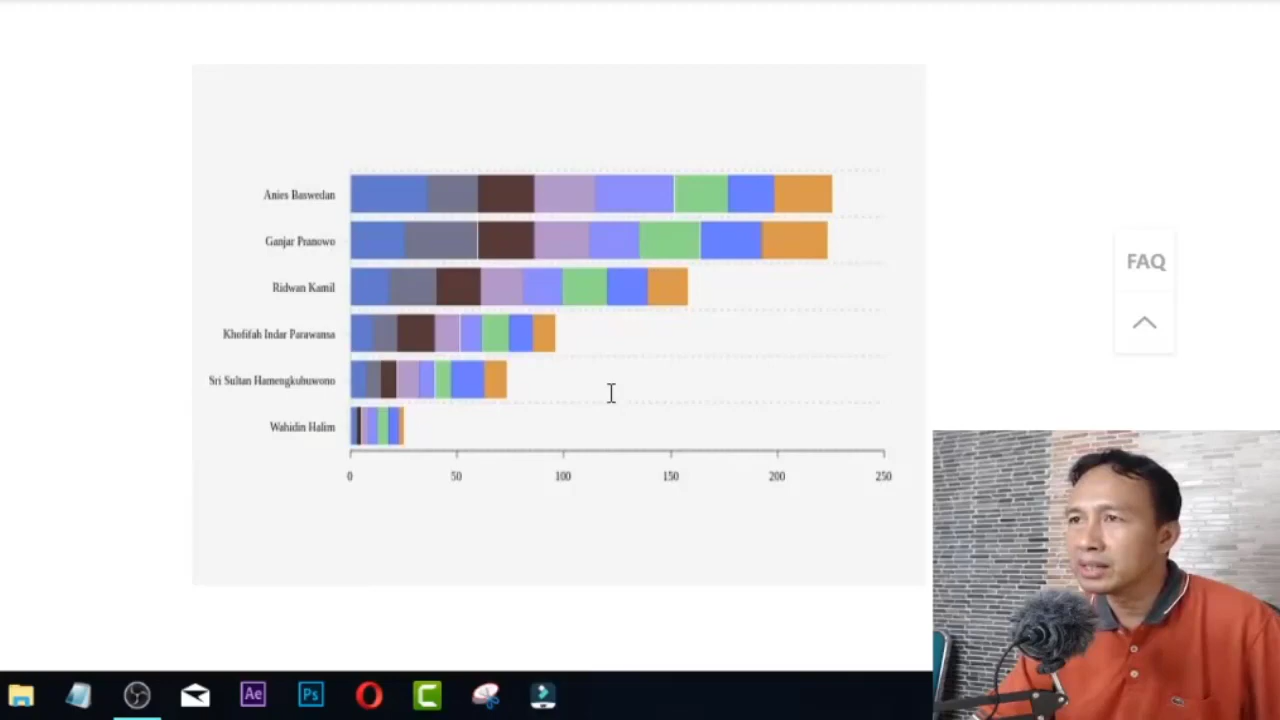 Anies Baswedan
Ganjar Pranowo
Ridwan Kamil
Khofifah Indar Parawansa
Sri Sultan Hamengkubuwono
Wahidin Halim
0 50 100 150 200 250
FAQ
Ae
Ps